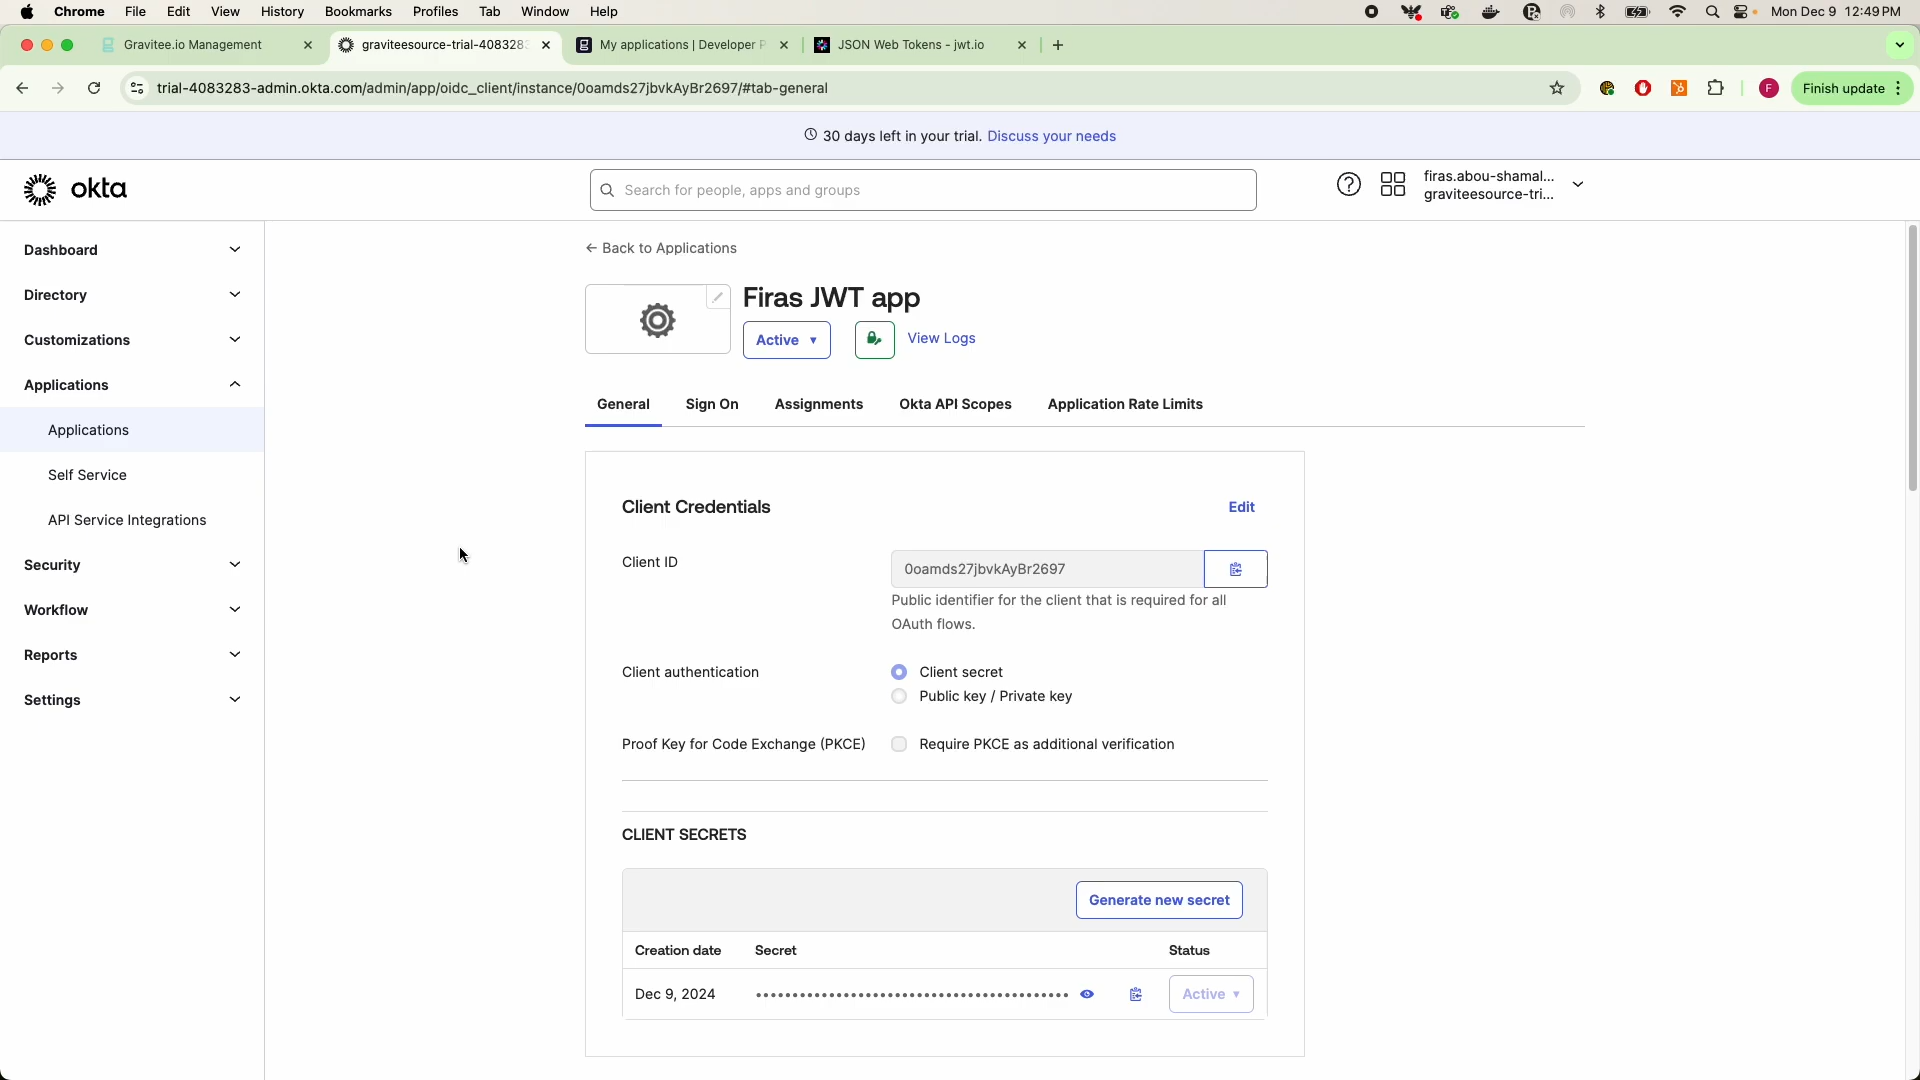 Chrome File Edit View History Bookmarks Profiles Tab Window Help Mon Dec 9 12:49 PM
Gravitee.io Management graviteesource-trial-4083283 My applications | Developer P JSON Web Tokens - jwt.io
trial-4083283-admin.okta.com/admin/app/oidc_client/instance/0oamds27jbvkAyBr2697/#tab-general F Finish update
30 days left in your trial. Discuss your needs
okta
Search for people, apps and groups
firas.abou-shamal...
graviteesource-tri...
Dashboard
Directory
Customizations
Applications
Applications
Self Service
API Service Integrations
Security
Workflow
Reports
Settings
← Back to Applications
Firas JWT app
Active View Logs
General Sign On Assignments Okta API Scopes Application Rate Limits
Client Credentials Edit
Client ID 0oamds27jbvkAyBr2697
Public identifier for the client that is required for all
OAuth flows.
Client authentication Client secret
Public key / Private key
Proof Key for Code Exchange (PKCE) Require PKCE as additional verification
CLIENT SECRETS
Generate new secret
Creation date Secret Status
Dec 9, 2024 Active